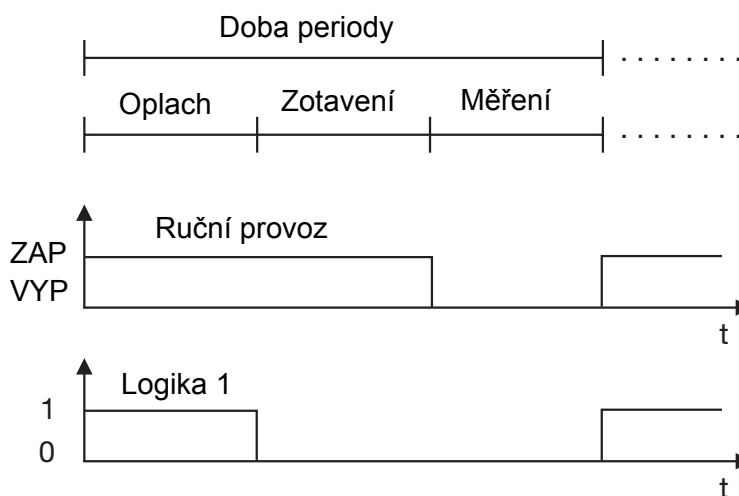 Doba periody
Oplach Zotavení Měření
Ruční provoz
ZAP
VYP
t
Logika 1
1
0
t